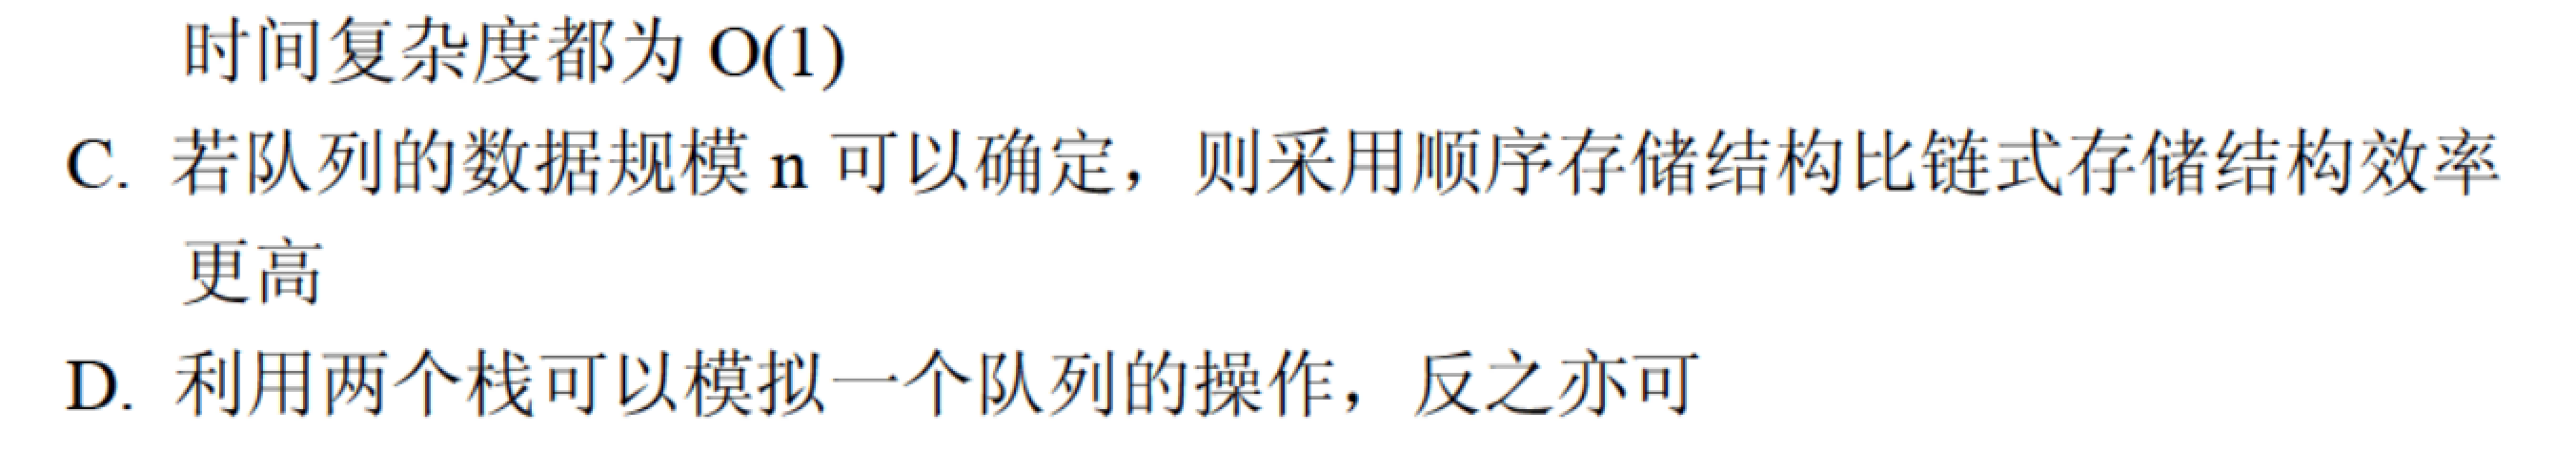 时间复杂度都为 O(1)
C. 若队列的数据规模 n 可以确定，则采用顺序存储结构比链式存储结构效率
更高
D. 利用两个栈可以模拟一个队列的操作，反之亦可